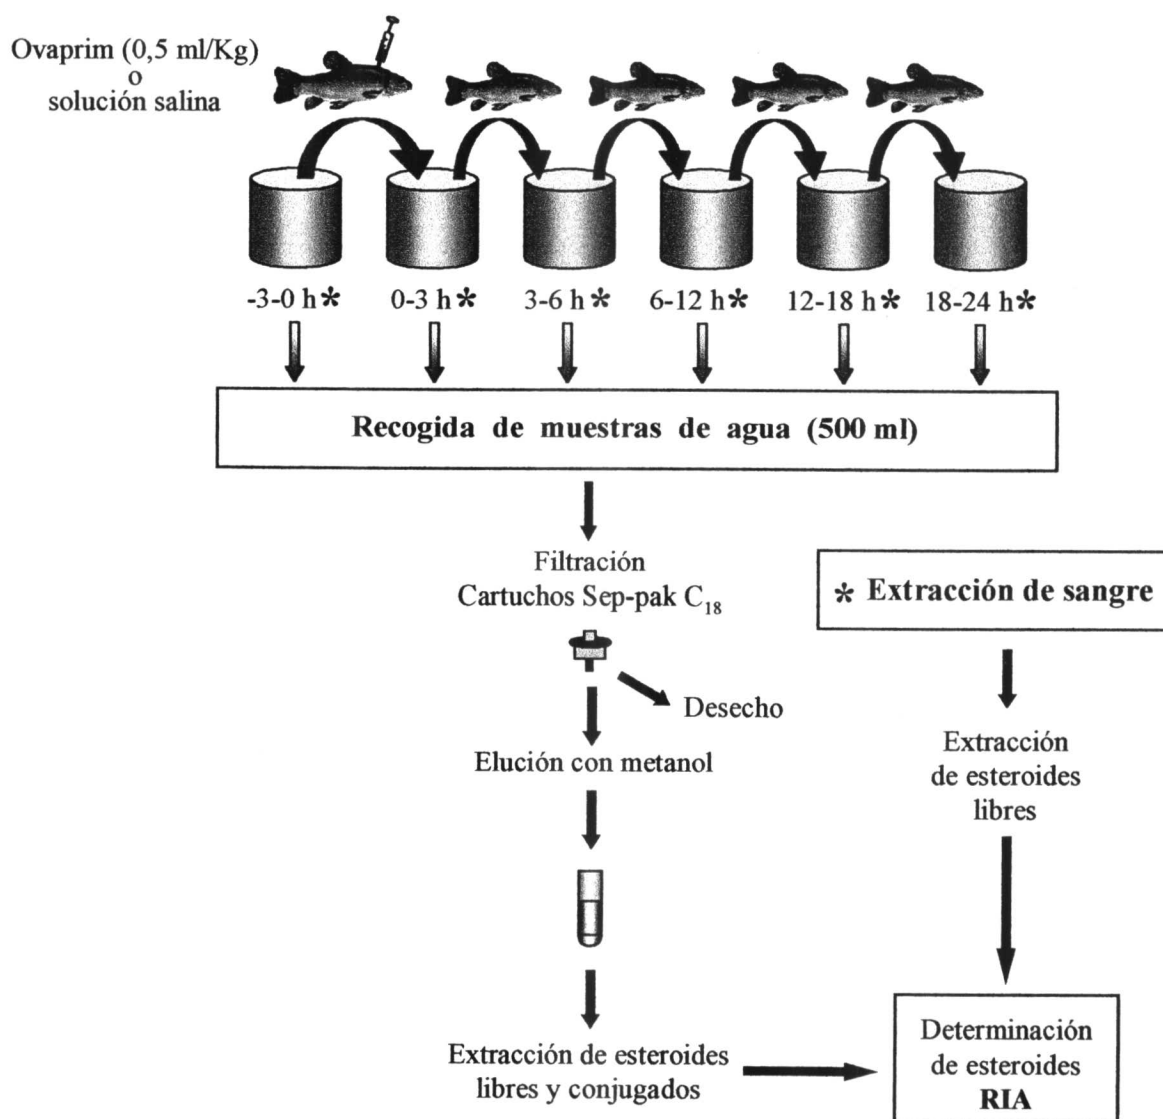 Ovaprim (0,5 ml/Kg)
o
solución salina
-3-0 h* 0-3 h* 3-6 h* 6-12 h* 12-18 h* 18-24 h*
Recogida de muestras de agua (500 ml)
Filtración
Cartuchos Sep-pak C₁₈
Desecho
Elución con metanol
Extracción de esteroides
libres y conjugados
* Extracción de sangre
Extracción
de esteroides
libres
Determinación
de esteroides
RIA